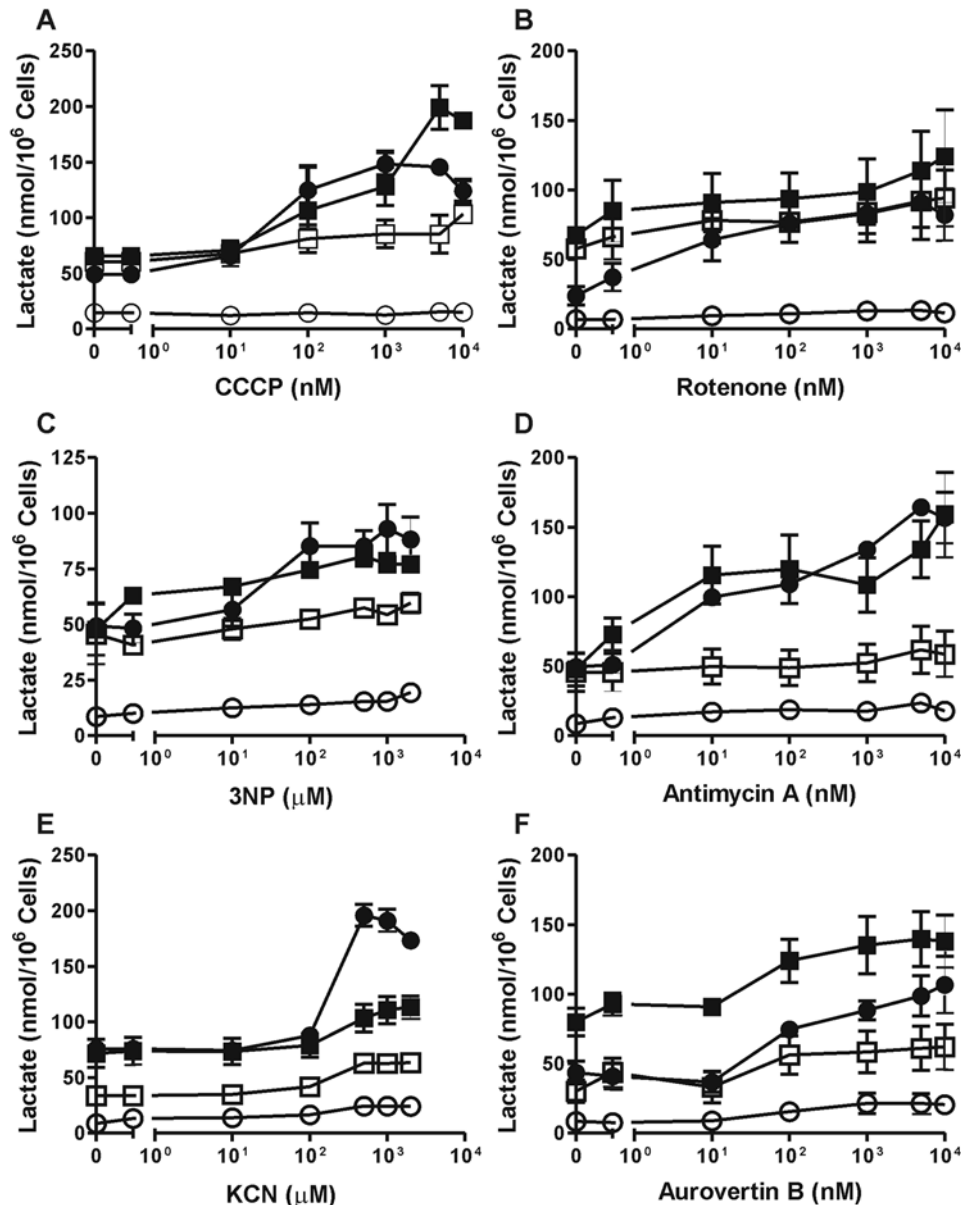 A
B
Lactate (nmol/10⁶ Cells)
250
200
150
100
50
0
0 10⁰ 10¹ 10² 10³ 10⁴
CCCP (nM)
Lactate (nmol/10⁶ Cells)
200
150
100
50
0
0 10⁰ 10¹ 10² 10³ 10⁴
Rotenone (nM)
C
D
Lactate (nmol/10⁶ Cells)
125
100
75
50
25
0
0 10⁰ 10¹ 10² 10³ 10⁴
3NP (μM)
Lactate (nmol/10⁶ Cells)
200
150
100
50
0
0 10⁰ 10¹ 10² 10³ 10⁴
Antimycin A (nM)
E
F
Lactate (nmol/10⁶ Cells)
250
200
150
100
50
0
0 10⁰ 10¹ 10² 10³ 10⁴
KCN (μM)
Lactate (nmol/10⁶ Cells)
200
150
100
50
0
0 10⁰ 10¹ 10² 10³ 10⁴
Aurovertin B (nM)